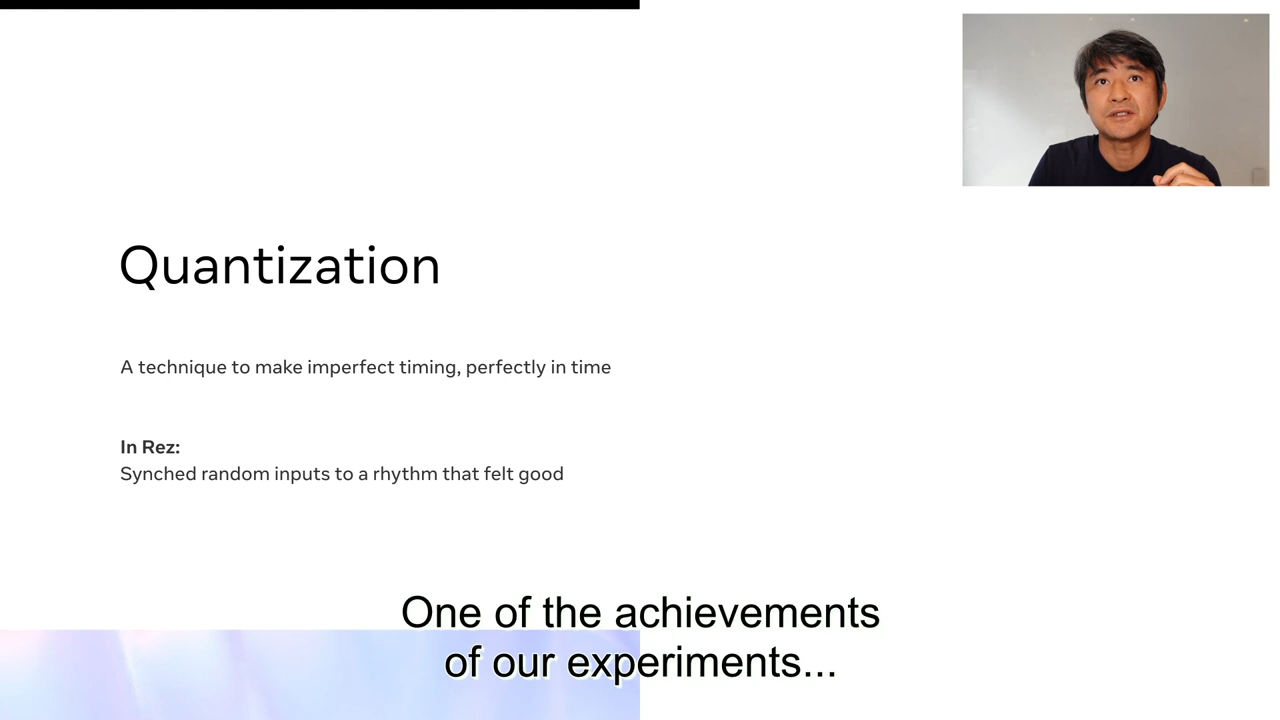 Quantization
A technique to make imperfect timing, perfectly in time
In Rez:
Synched random inputs to a rhythm that felt good
One of the achievements
of our experiments...